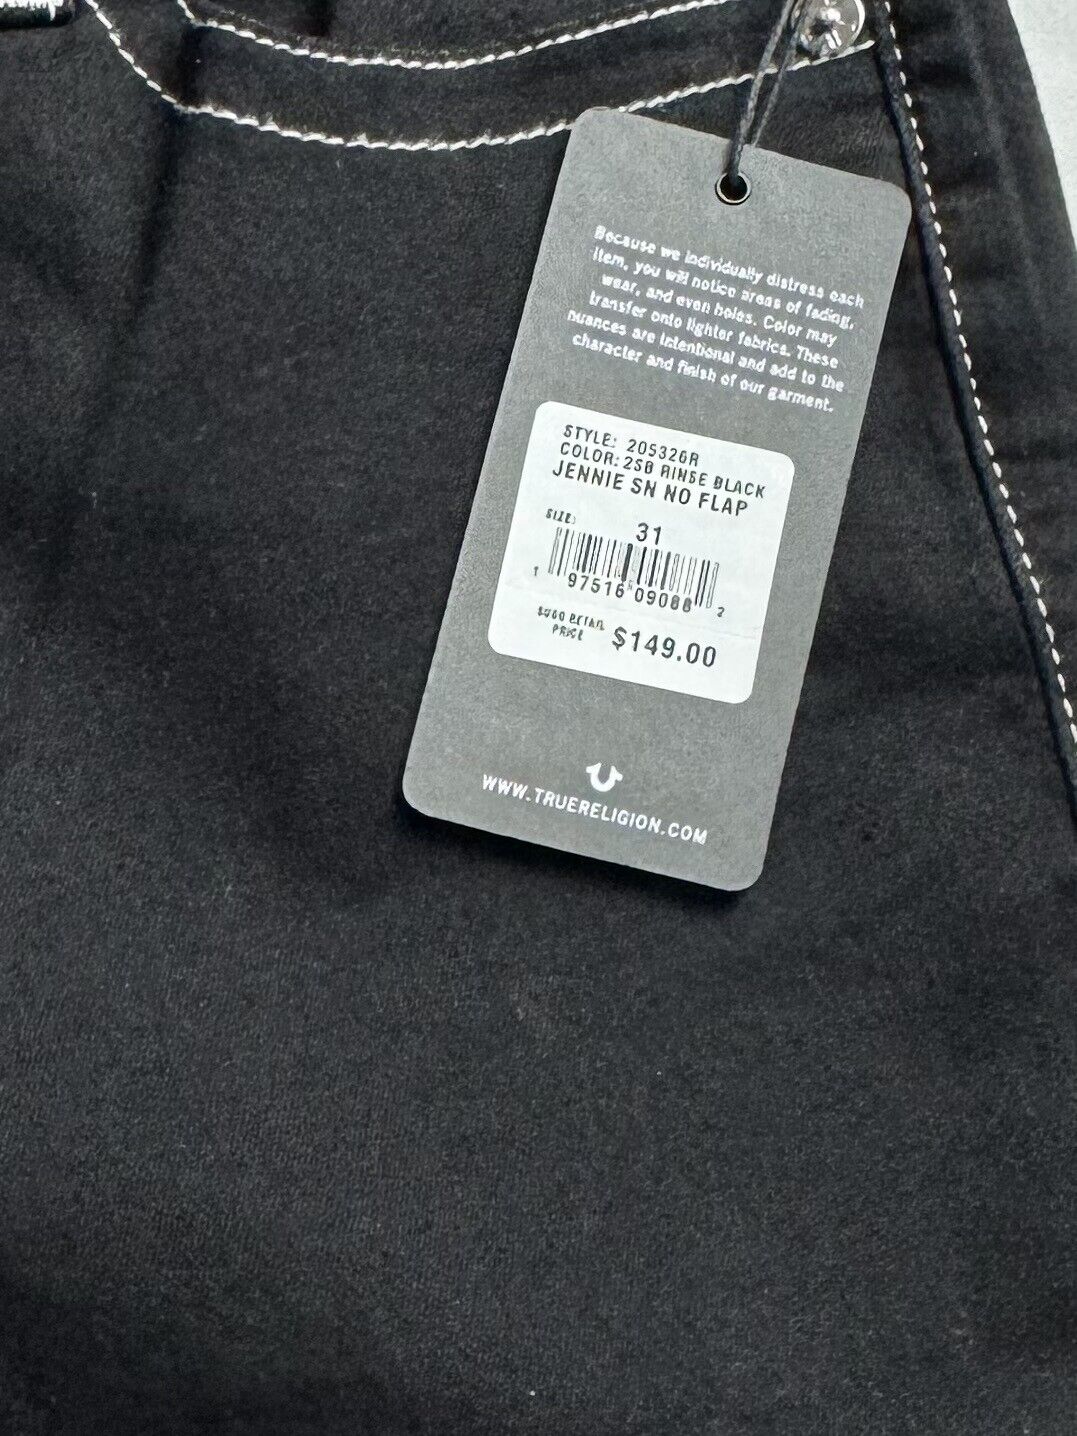 Because we individually distress each
item, you will notice areas of fading,
wear, and even holes. Color may
transfer onto lighter fabrics. These
nuances are intentional and add to the
character and finish of our garment.
STYLE: 205326R
COLOR: 2SB RINSE BLACK
JENNIE SN NO FLAP
SIZE: 31
1 97516 09088 2
RETAIL
PRICE $149.00
WWW.TRUERELIGION.COM